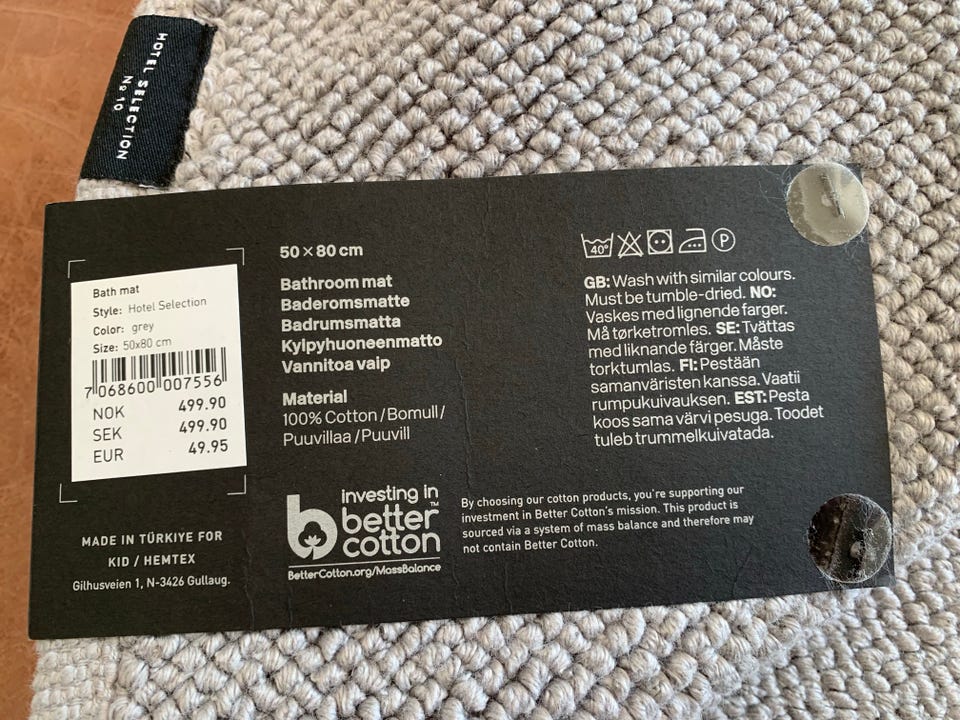 HOTEL SELECTION
No 10
Bath mat
Style: Hotel Selection
Color: grey
Size: 50x80 cm
7 068600 007556
NOK 499.90
SEK 499.90
EUR 49.95
MADE IN TÜRKIYE FOR
KID / HEMTEX
Gilhusveien 1, N-3426 Gullaug.
50 × 80 cm
Bathroom mat
Baderomsmatte
Badrumsmatta
Kylpyhuoneenmatto
Vannitoa vaip
Material
100% Cotton / Bomull /
Puuvillaa / Puuvill
investing in
better™
cotton
BetterCotton.org/MassBalance
40°
P
GB: Wash with similar colours.
Must be tumble-dried. NO:
Vaskes med lignende farger.
Må tørketromles. SE: Tvättas
med liknande färger. Måste
torktumlas. FI: Pestään
samanväristen kanssa. Vaatii
rumpukuivauksen. EST: Pesta
koos sama värvi pesuga. Toodet
tuleb trummelkuivatada.
By choosing our cotton products, you're supporting our
investment in Better Cotton's mission. This product is
sourced via a system of mass balance and therefore may
not contain Better Cotton.